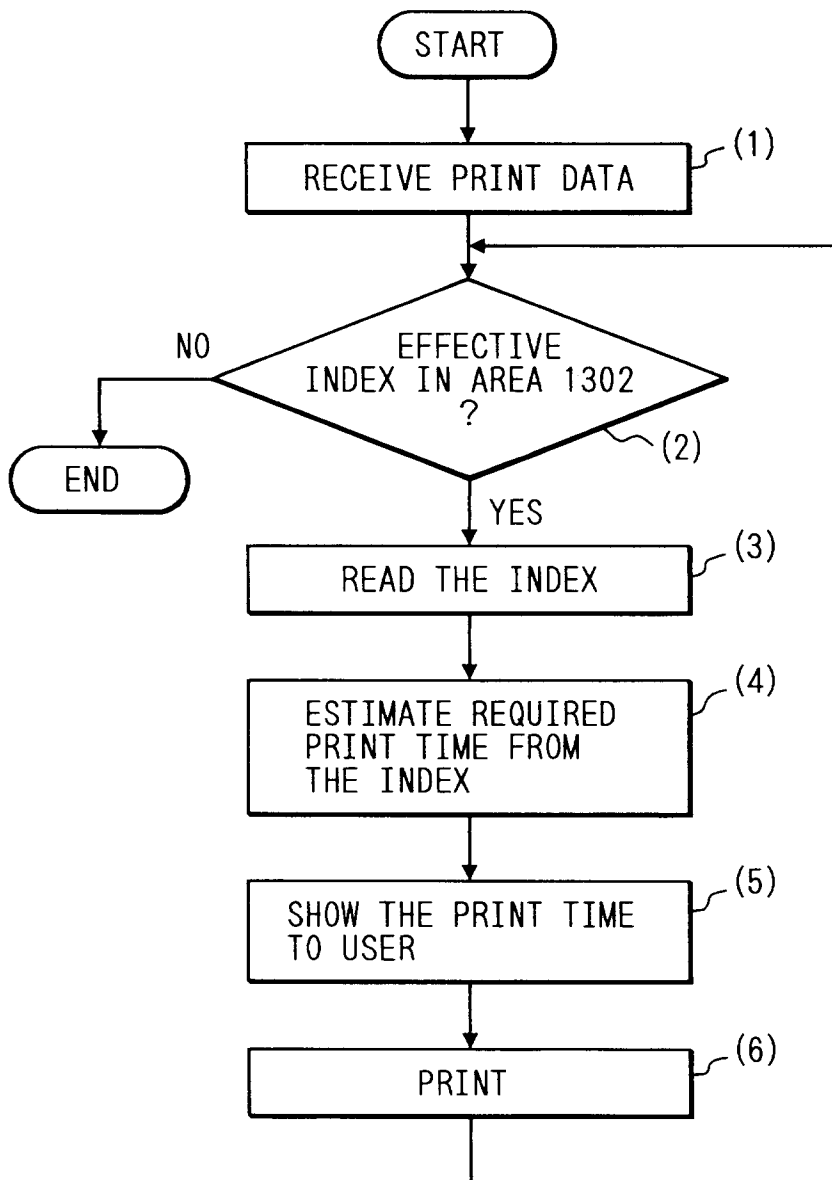 START
(1)
RECEIVE PRINT DATA
NO
EFFECTIVE
INDEX IN AREA 1302
?
(2)
END
YES
(3)
READ THE INDEX
(4)
ESTIMATE REQUIRED
PRINT TIME FROM
THE INDEX
(5)
SHOW THE PRINT TIME
TO USER
(6)
PRINT